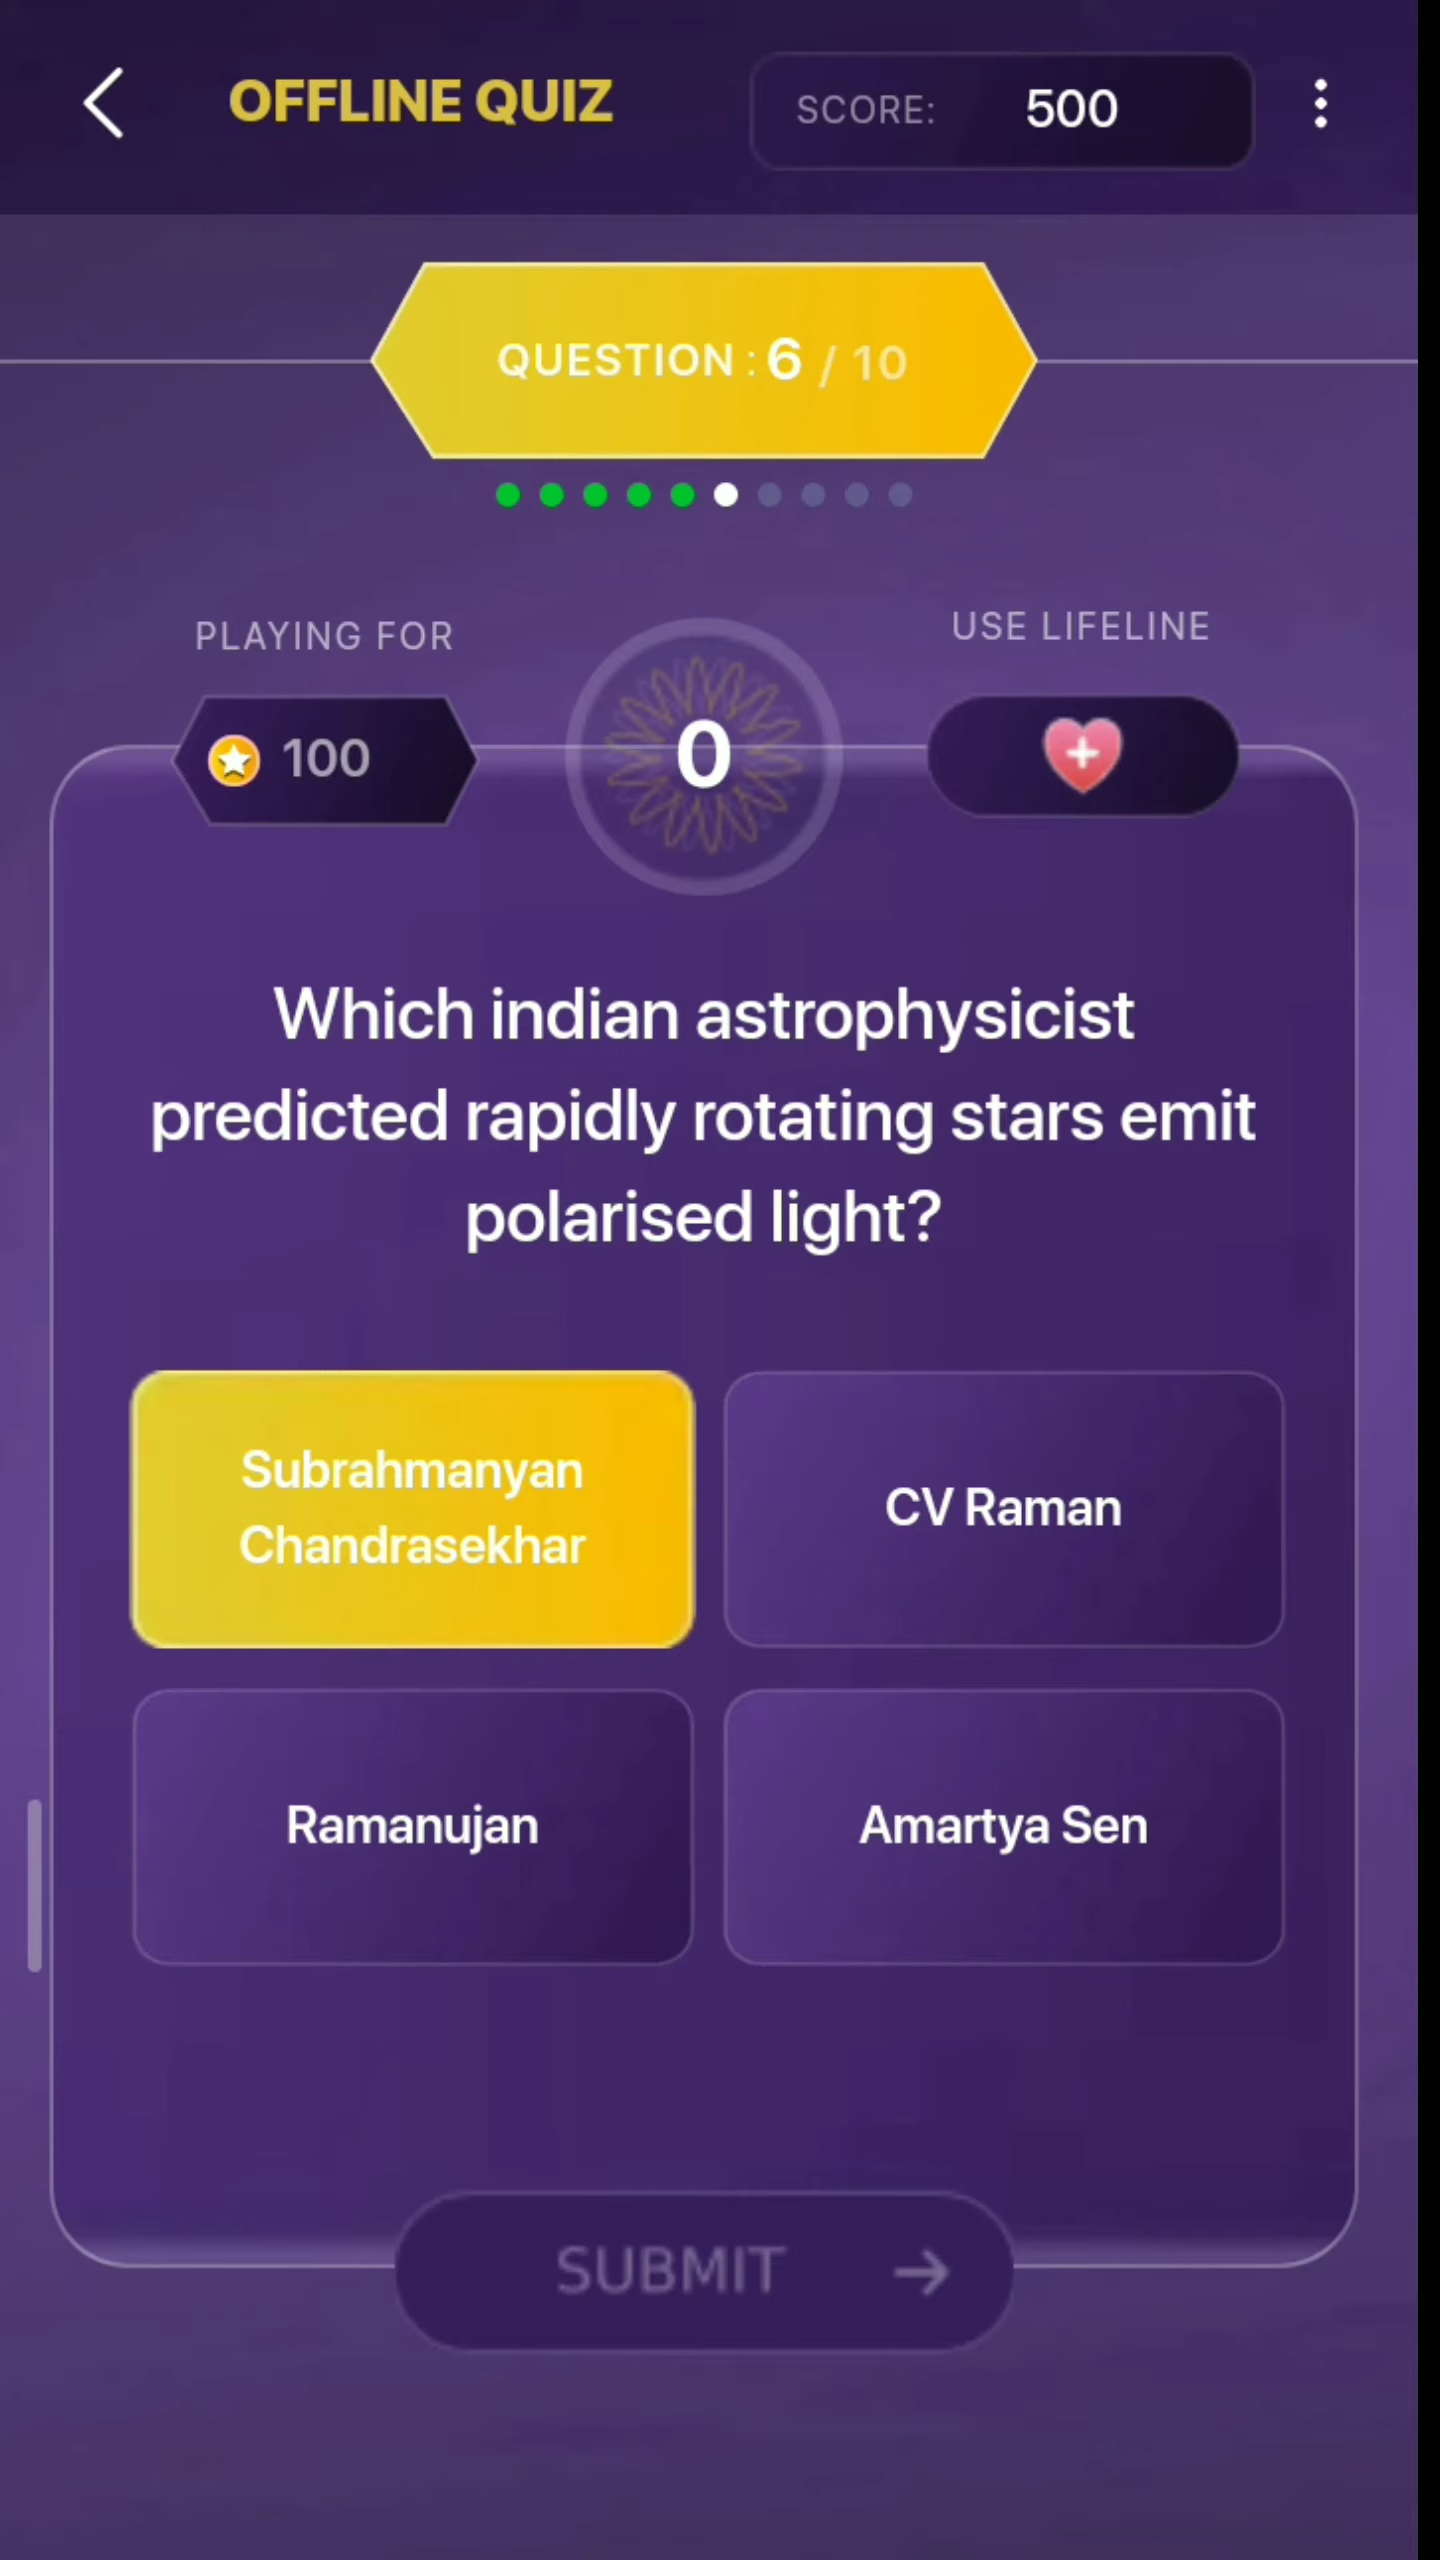 OFFLINE QUIZ
SCORE: 500
QUESTION : 6 / 10
PLAYING FOR
USE LIFELINE
100
0
Which indian astrophysicist
predicted rapidly rotating stars emit
polarised light?
Subrahmanyan
Chandrasekhar
CV Raman
Ramanujan
Amartya Sen
SUBMIT